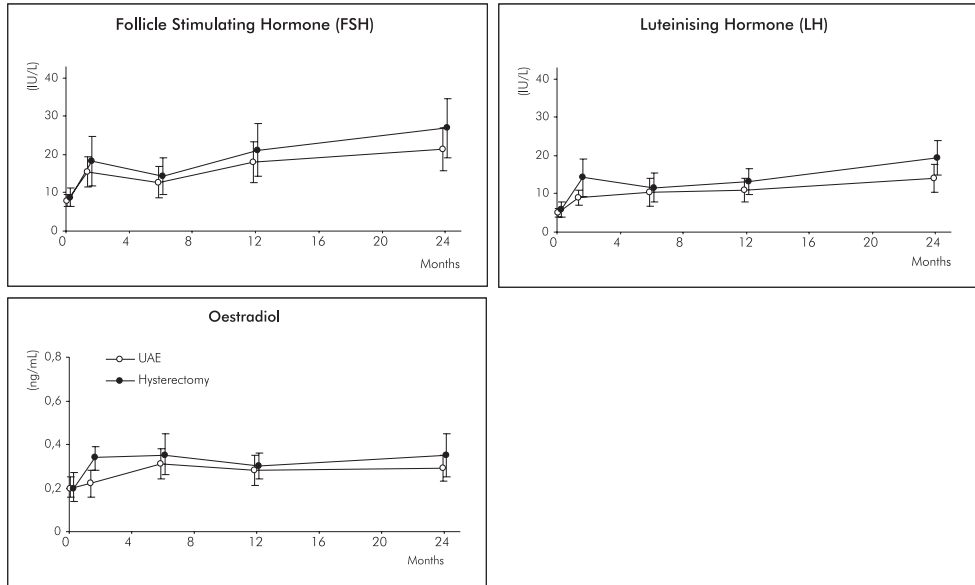 Follicle Stimulating Hormone (FSH)
(IU/L)
40
30
20
10
0
0 4 8 12 16 20 24
Months
Luteinising Hormone (LH)
(IU/L)
40
30
20
10
0
0 4 8 12 16 20 24
Months
Oestradiol
(ng/mL)
0,8
0,6
0,4
0,2
0
UAE
Hysterectomy
0 4 8 12 16 20 24
Months